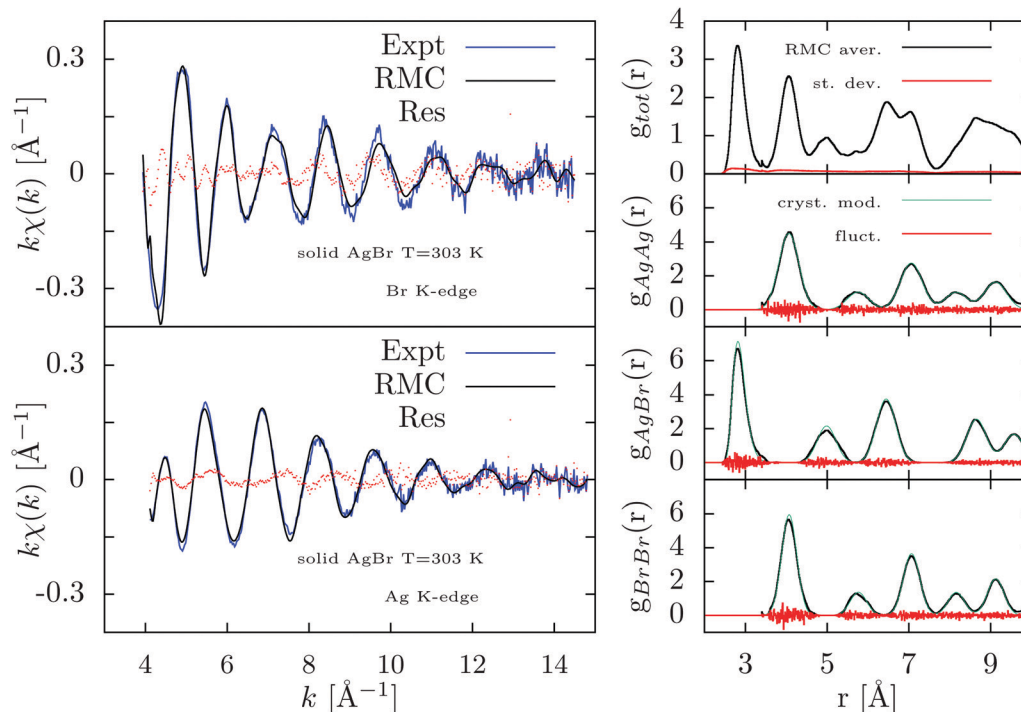 0.3
0
-0.3
kχ(k) [Å⁻¹]
Expt
RMC
Res
solid AgBr T=303 K
Br K-edge
0.3
0
-0.3
kχ(k) [Å⁻¹]
Expt
RMC
Res
solid AgBr T=303 K
Ag K-edge
4 6 8 10 12 14
k [Å⁻¹]
4
3
2
1
0
g_tot(r)
RMC aver.
st. dev.
6
4
2
0
g_AgAg(r)
cryst. mod.
fluct.
6
4
2
0
g_AgBr(r)
6
4
2
0
g_BrBr(r)
3 5 7 9
r [Å]